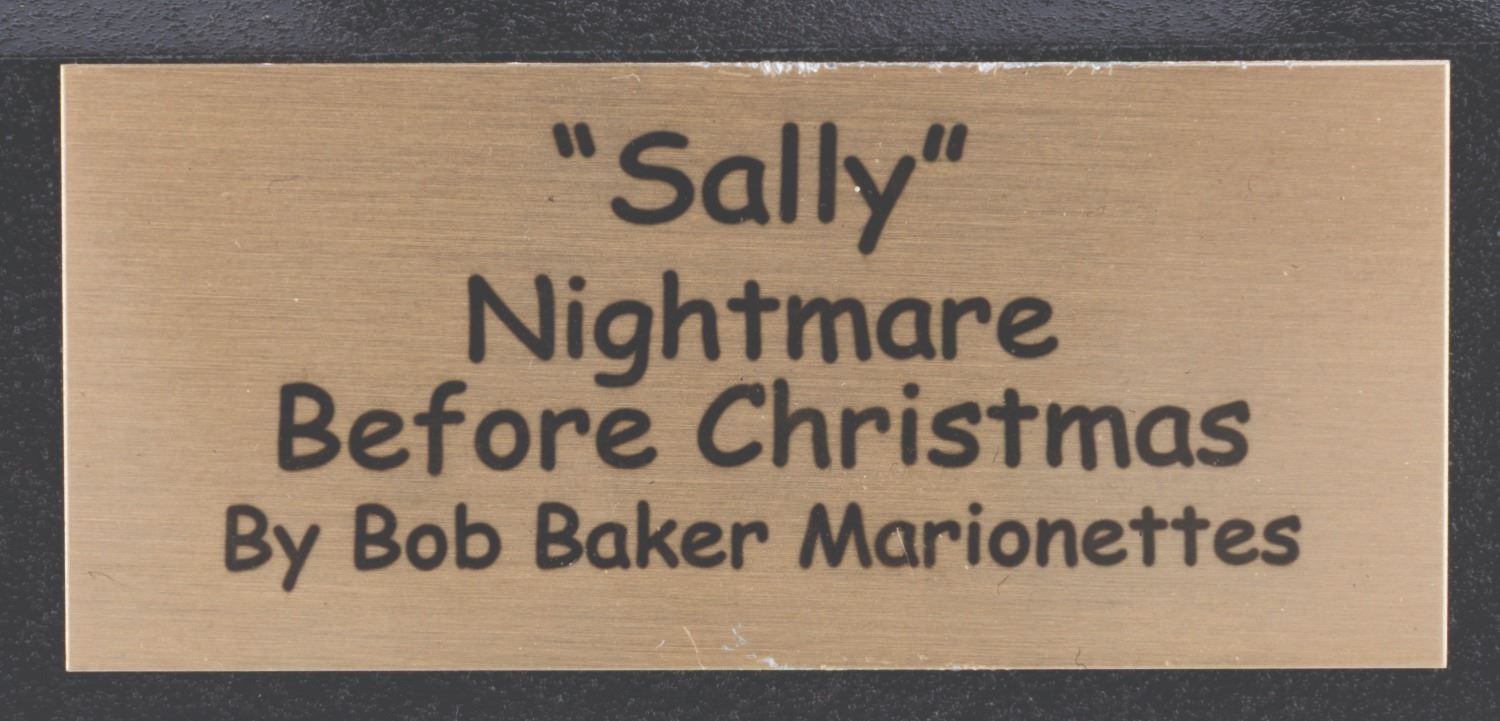 "Sally"
Nightmare
Before Christmas
By Bob Baker Marionettes